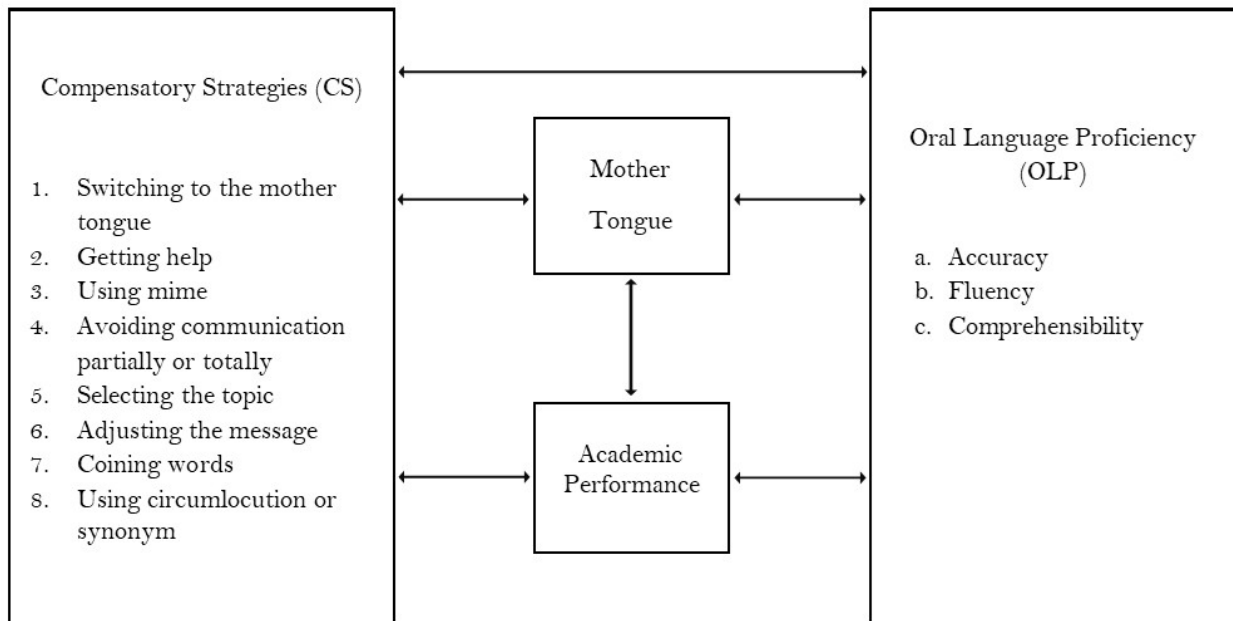 Compensatory Strategies (CS)
1. Switching to the mother
tongue
2. Getting help
3. Using mime
4. Avoiding communication
partially or totally
5. Selecting the topic
6. Adjusting the message
7. Coining words
8. Using circumlocution or
synonym
Mother
Tongue
Academic
Performance
Oral Language Proficiency
(OLP)
a. Accuracy
b. Fluency
c. Comprehensibility